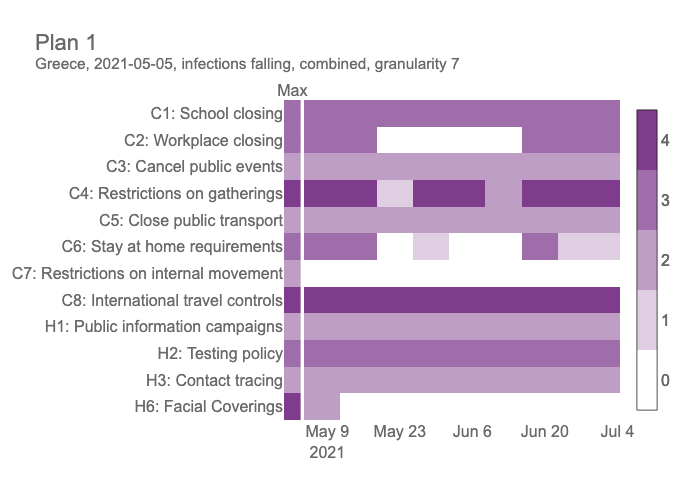 Plan 1
Greece, 2021-05-05, infections falling, combined, granularity 7
Max
C1: School closing
C2: Workplace closing
C3: Cancel public events
C4: Restrictions on gatherings
C5: Close public transport
C6: Stay at home requirements
C7: Restrictions on internal movement
C8: International travel controls
H1: Public information campaigns
H2: Testing policy
H3: Contact tracing
H6: Facial Coverings
4
3
2
1
0
May 9 May 23 Jun 6 Jun 20 Jul 4
2021